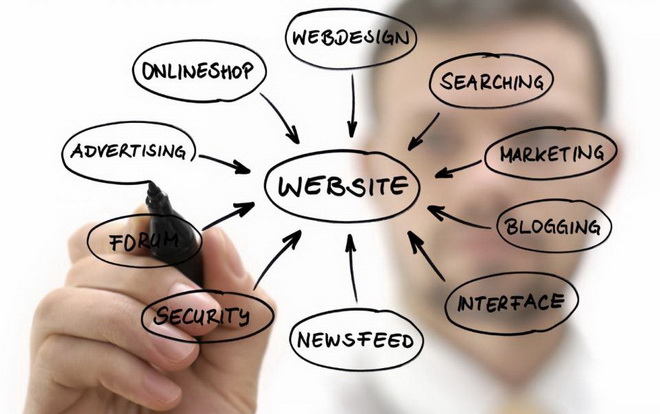 WEBDESIGN
ONLINESHOP
SEARCHING
ADVERTISING
MARKETING
WEBSITE
FORUM
BLOGGING
SECURITY
INTERFACE
NEWSFEED